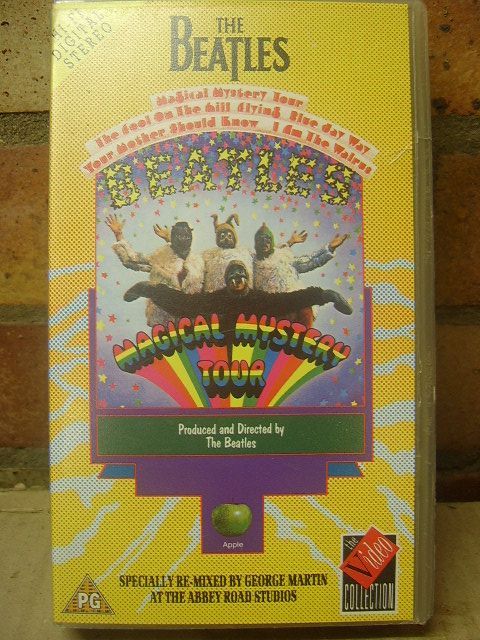 HI-FI
DIGITAL
STEREO
THE
BEATLES
Magical Mystery Tour
The Fool On The Hill Flying Blue Jay Way
Your Mother Should Know I Am The Walrus
BEATLES
MAGICAL MYSTERY
TOUR
Produced and Directed by
The Beatles
Apple
the
Video
COLLECTION
SPECIALLY RE-MIXED BY GEORGE MARTIN
AT THE ABBEY ROAD STUDIOS
PG